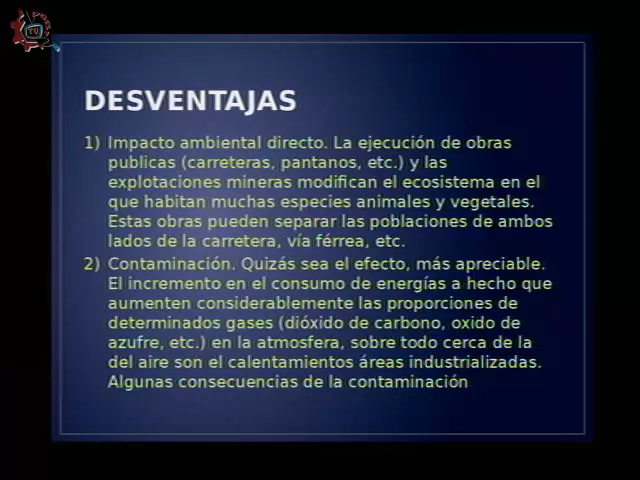 TV
DESVENTAJAS
1) Impacto ambiental directo. La ejecución de obras
publicas (carreteras, pantanos, etc.) y las
explotaciones mineras modifican el ecosistema en el
que habitan muchas especies animales y vegetales.
Estas obras pueden separar las poblaciones de ambos
lados de la carretera, vía férrea, etc.
2) Contaminación. Quizás sea el efecto, más apreciable.
El incremento en el consumo de energías a hecho que
aumenten considerablemente las proporciones de
determinados gases (dióxido de carbono, oxido de
azufre, etc.) en la atmosfera, sobre todo cerca de la
del aire son el calentamientos áreas industrializadas.
Algunas consecuencias de la contaminación